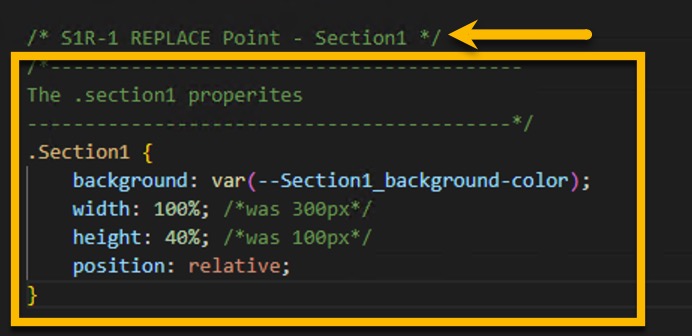 /* S1R-1 REPLACE Point - Section1 */
/*-----------------------------------------
The .section1 properites
------------------------------------------*/
.Section1 {
background: var(--Section1_background-color);
width: 100%; /*was 300px*/
height: 40%; /*was 100px*/
position: relative;
}